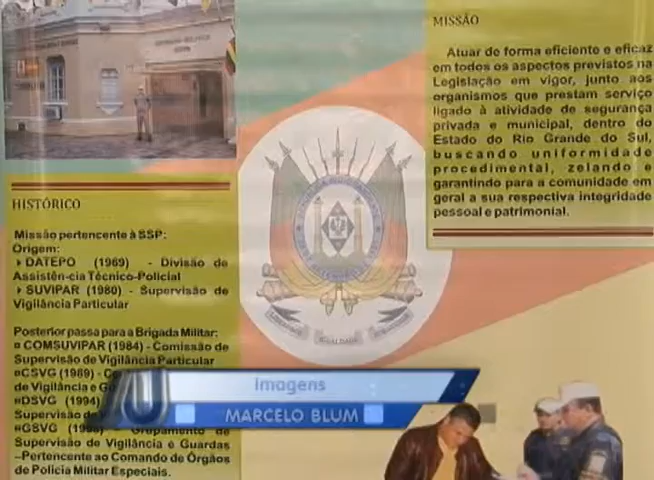 HISTÓRICO
Missão pertencente à SSP:
Origem:
DATEPO (1969) - Divisão de
Assistên-cia Técnico-Policial
SUVIPAR (1980) - Supervisão de
Vigilância Particular
Posterior passa para a Brigada Militar:
COMSUVIPAR (1984) - Comissão de
Supervisão de Vigilância Particular
CSVG (1989) -
de Vigilância e
DSVG (1994)
Supervisão de
GSVG Grupamento de
Supervisão de Vigilância e Guardas
–Pertencente ao Comando de Órgãos
de Polícia Militar Especiais.
MISSÃO
Atuar de forma eficiente e eficaz
em todos os aspectos previstos na
Legislação em vigor, junto aos
organismos que prestam serviço
ligado à atividade de segurança
privada e municipal, dentro do
Estado do Rio Grande do Sul,
buscando uniformidade
procedimental, zelando e
garantindo para a comunidade em
geral a sua respectiva integridade
pessoal e patrimonial.
IGUALDADE
Imagens
MARCELO BLUM